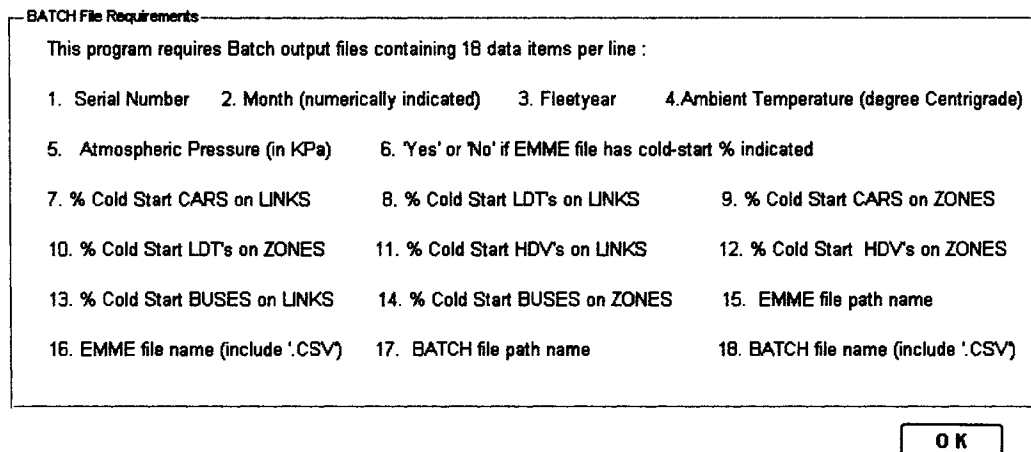 BATCH File Requirements
This program requires Batch output files containing 18 data items per line :
1. Serial Number 2. Month (numerically indicated) 3. Fleetyear 4.Ambient Temperature (degree Centrigrade)
5. Atmospheric Pressure (in KPa) 6. 'Yes' or 'No' if EMME file has cold-start % indicated
7. % Cold Start CARS on LINKS 8. % Cold Start LDT's on LINKS 9. % Cold Start CARS on ZONES
10. % Cold Start LDT's on ZONES 11. % Cold Start HDV's on LINKS 12. % Cold Start HDV's on ZONES
13. % Cold Start BUSES on LINKS 14. % Cold Start BUSES on ZONES 15. EMME file path name
16. EMME file name (include '.CSV') 17. BATCH file path name 18. BATCH file name (include '.CSV')
O K